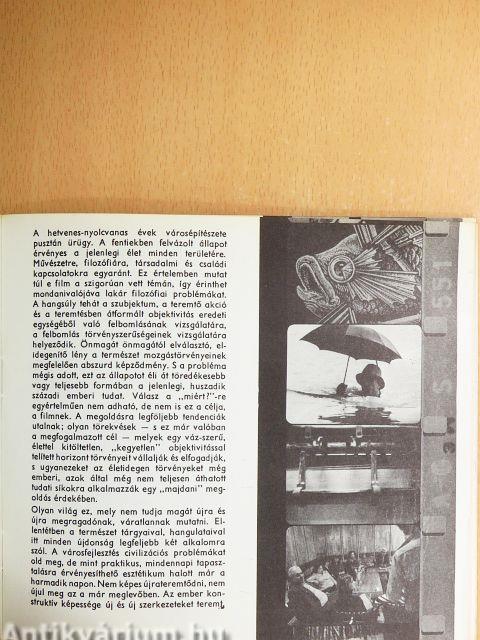 A hetvenes-nyolcvanas évek városépítészete
pusztán ürügy. A fentiekben felvázolt állapot
érvényes a jelenlegi élet minden területére.
Művészetre, filozófiára, társadalmi és családi
kapcsolatokra egyaránt. Ez értelemben mutat
túl e film a szigorúan vett témán, így érinthet
mondanivalójáva lakár filozófiai problémákat.
A hangsúly tehát a szubjektum, a teremtő akció
és a teremtésben átformált objektivitás eredeti
egységéből való felbomlásának vizsgálatára,
a felbomlás törvényszerűségeinek vizsgálatára
helyeződik. Önmagát önmagától elválasztó, el-
idegenítő lény a természet mozgástörvényeinek
megfelelően abszurd képződmény. S a probléma
mégis adott, ezt az állapotot éli át töredékesebb
vagy teljesebb formában a jelenlegi, huszadik
századi emberi tudat. Válasz a „miért?"-re
egyértelműen nem adható, de nem is ez a célja,
a filmnek. A megoldásra legföljebb tendenciák
utalnak; olyan törekvések — s ez már valóban
a megfogalmazott cél — melyek egy váz-szerű,
élettel kitöltetlen, „kegyetlen" objektivitással
telített horizont törvényeit vállalják és elfogadják,
s ugyanezeket az életidegen törvényeket még
emberi, azok által még nem teljesen áthatott
tudati síkokra alkalmazzák egy „majdani" meg-
oldás érdekében.
Olyan világ ez, mely nem tudja magát újra és
újra megragadónak, váratlannak mutatni. El-
lentétben a természet tárgyaival, hangulataival
itt minden újdonság legfeljebb két alkalomra
szól. A városfejlesztés civilizációs problémákat
old meg, de mint praktikus, mindennapi tapasz-
talásra érvényesíthető esztétikum halott már a
harmadik napon. Nem képes újrateremtődni, nem
újul meg az a már meglevőben. Az ember kon-
struktív képessége új és új szerkezeteket teremt,
Antikvárium.hu